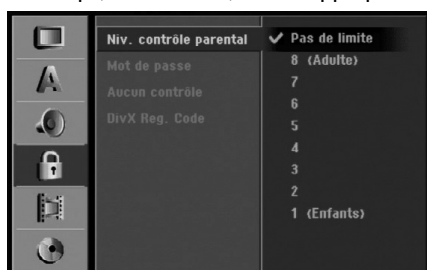 Niv. contrôle parental
Mot de passe
Aucun contrôle
DivX Reg. Code
Pas de limite
8 (Adulte)
7
6
5
4
3
2
1 (Enfants)